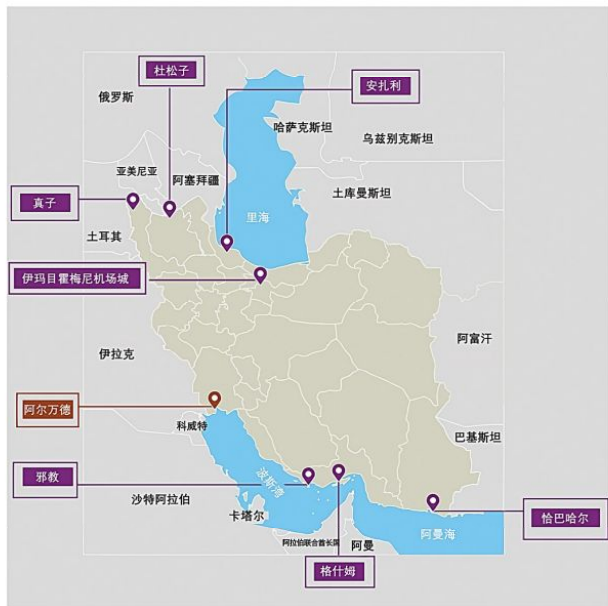 杜松子
安扎利
俄罗斯
哈萨克斯坦
乌兹别克斯坦
亚美尼亚
阿塞拜疆
土库曼斯坦
真子
里海
土耳其
伊玛目霍梅尼机场城
阿富汗
伊拉克
阿尔万德
科威特
巴基斯坦
邪教
波斯湾
沙特阿拉伯
卡塔尔
恰巴哈尔
阿拉伯联合酋长国
阿曼
阿曼海
格什姆